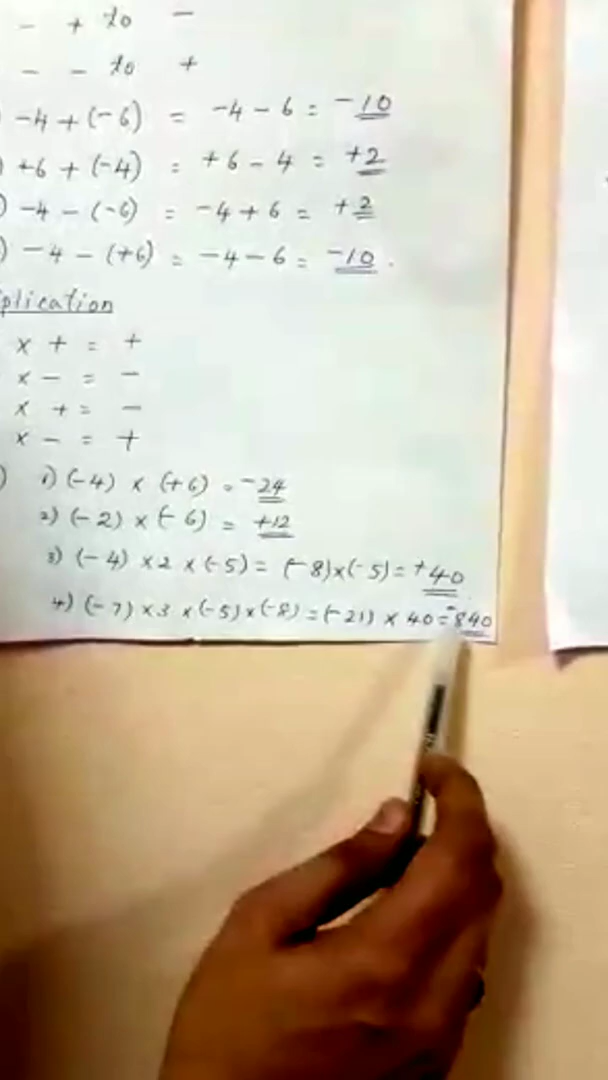 - + to -
- - to +
) -4 + (-6) = -4 - 6 = -10
) +6 + (-4) = +6 - 4 = +2
) -4 - (-6) = -4 + 6 = +2
) -4 - (+6) = -4 - 6 = -10.
plication
x + = +
x - = -
x + = -
x - = +
) 1) (-4) x (+6) = -24
2) (-2) x (-6) = +12
3) (-4) x 2 x (-5) = (-8) x (-5) = +40
4) (-7) x 3 x (-5) x (-8) = (-21) x 40 = -840